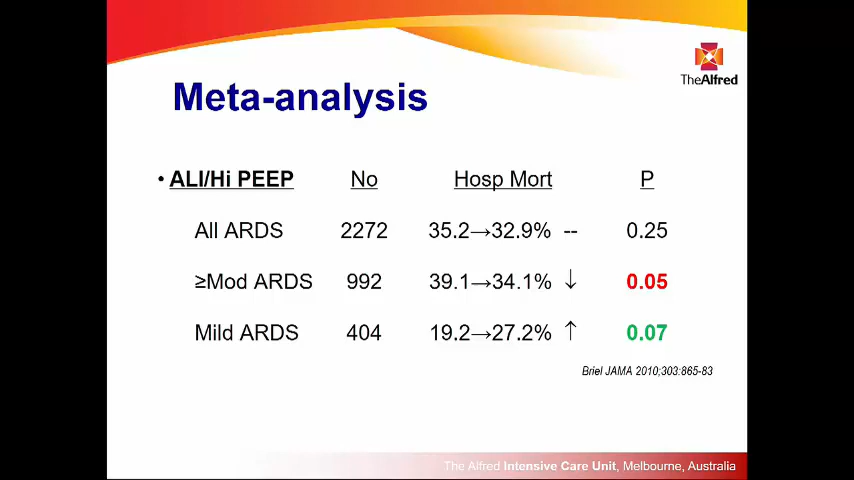 TheAlfred
Meta-analysis
• ALI/Hi PEEP No Hosp Mort P
All ARDS 2272 35.2→32.9% -- 0.25
≥Mod ARDS 992 39.1→34.1% ↓ 0.05
Mild ARDS 404 19.2→27.2% ↑ 0.07
Briel JAMA 2010;303:865-83
The Alfred Intensive Care Unit, Melbourne, Australia